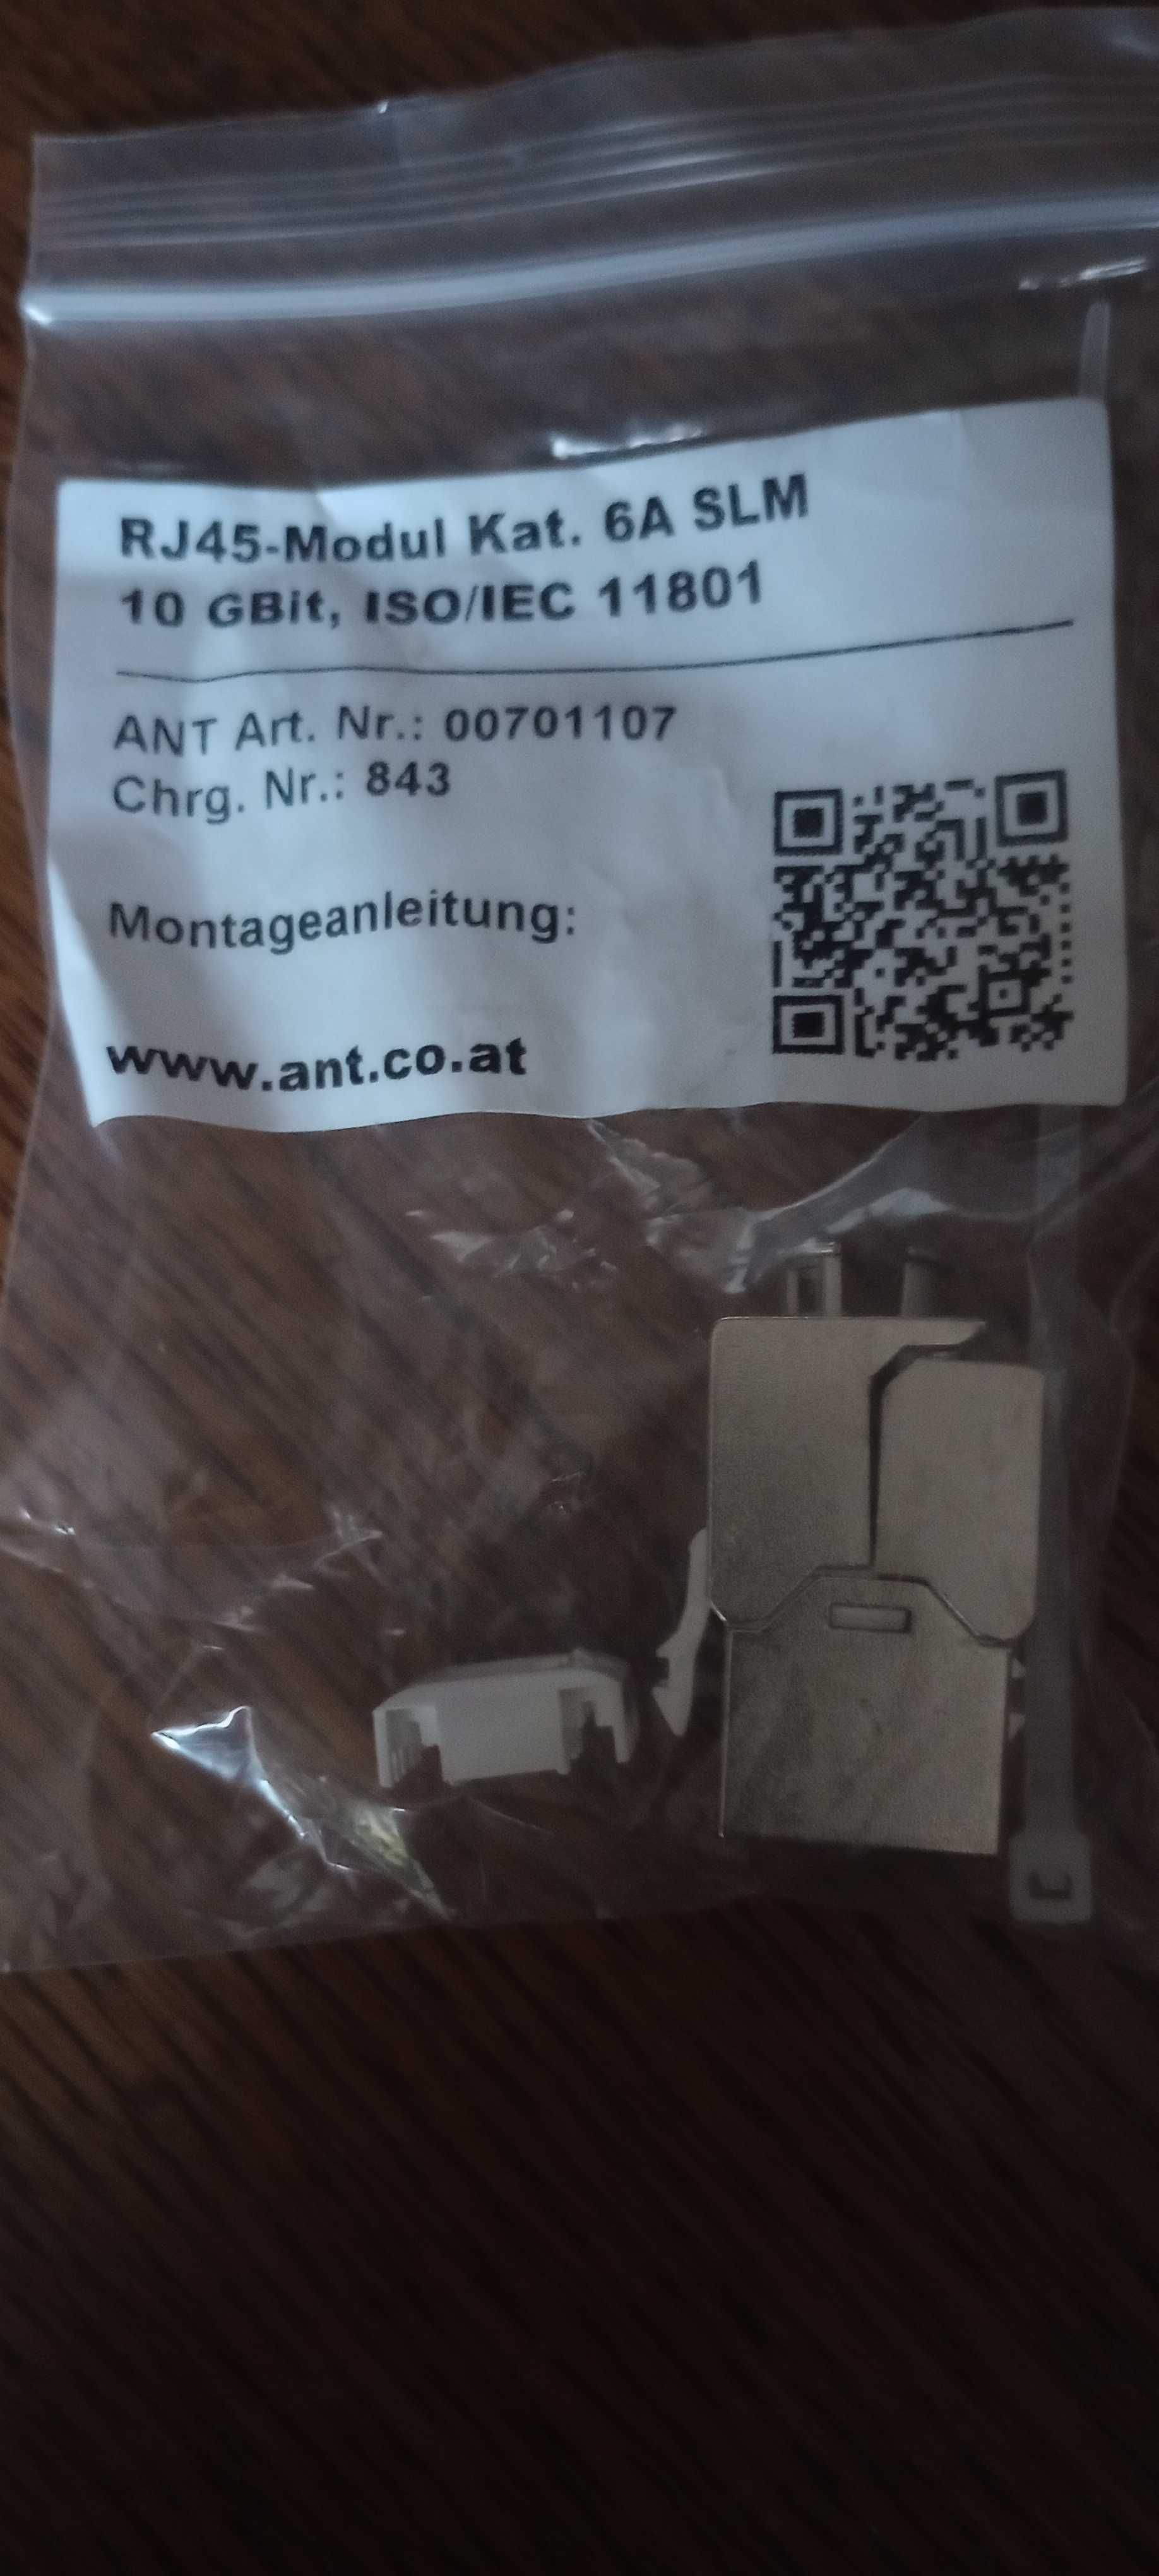 RJ45-Modul Kat. 6A SLM
10 GBit, ISO/IEC 11801
ANT Art. Nr.: 00701107
Chrg. Nr.: 843
Montageanleitung:
www.ant.co.at